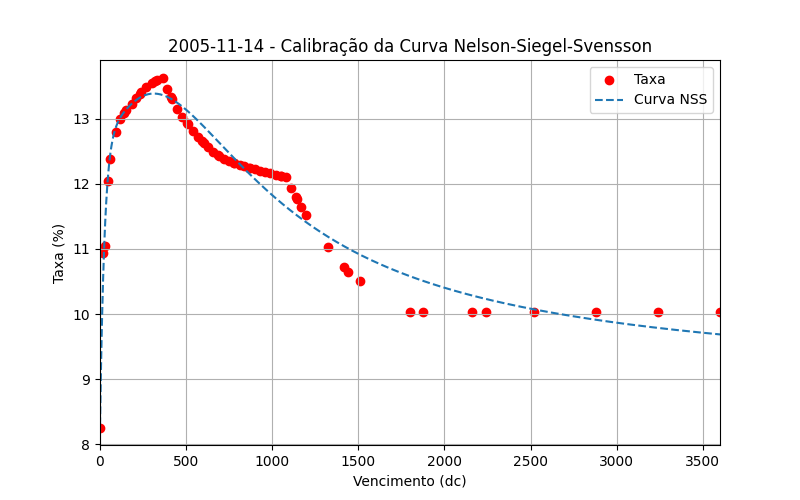 2005-11-14 - Calibração da Curva Nelson-Siegel-Svensson
Taxa
Curva NSS
Taxa (%)
13
12
11
10
9
8
0
500
1000
1500
2000
2500
3000
3500
Vencimento (dc)